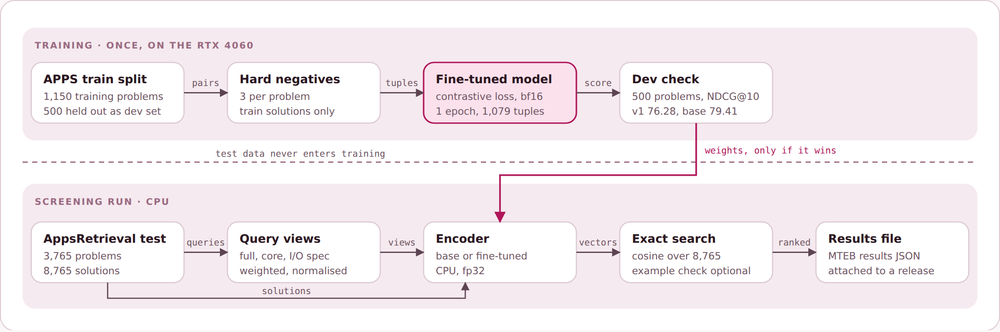 TRAINING · ONCE, ON THE RTX 4060
APPS train split
1,150 training problems
500 held out as dev set
pairs
Hard negatives
3 per problem
train solutions only
tuples
Fine-tuned model
contrastive loss, bf16
1 epoch, 1,079 tuples
score
Dev check
500 problems, NDCG@10
v1 76.28, base 79.41
test data never enters training
weights, only if it wins
SCREENING RUN · CPU
AppsRetrieval test
3,765 problems
8,765 solutions
queries
Query views
full, core, I/O spec
weighted, normalised
views
Encoder
base or fine-tuned
CPU, fp32
vectors
Exact search
cosine over 8,765
example check optional
ranked
Results file
MTEB results JSON
attached to a release
solutions